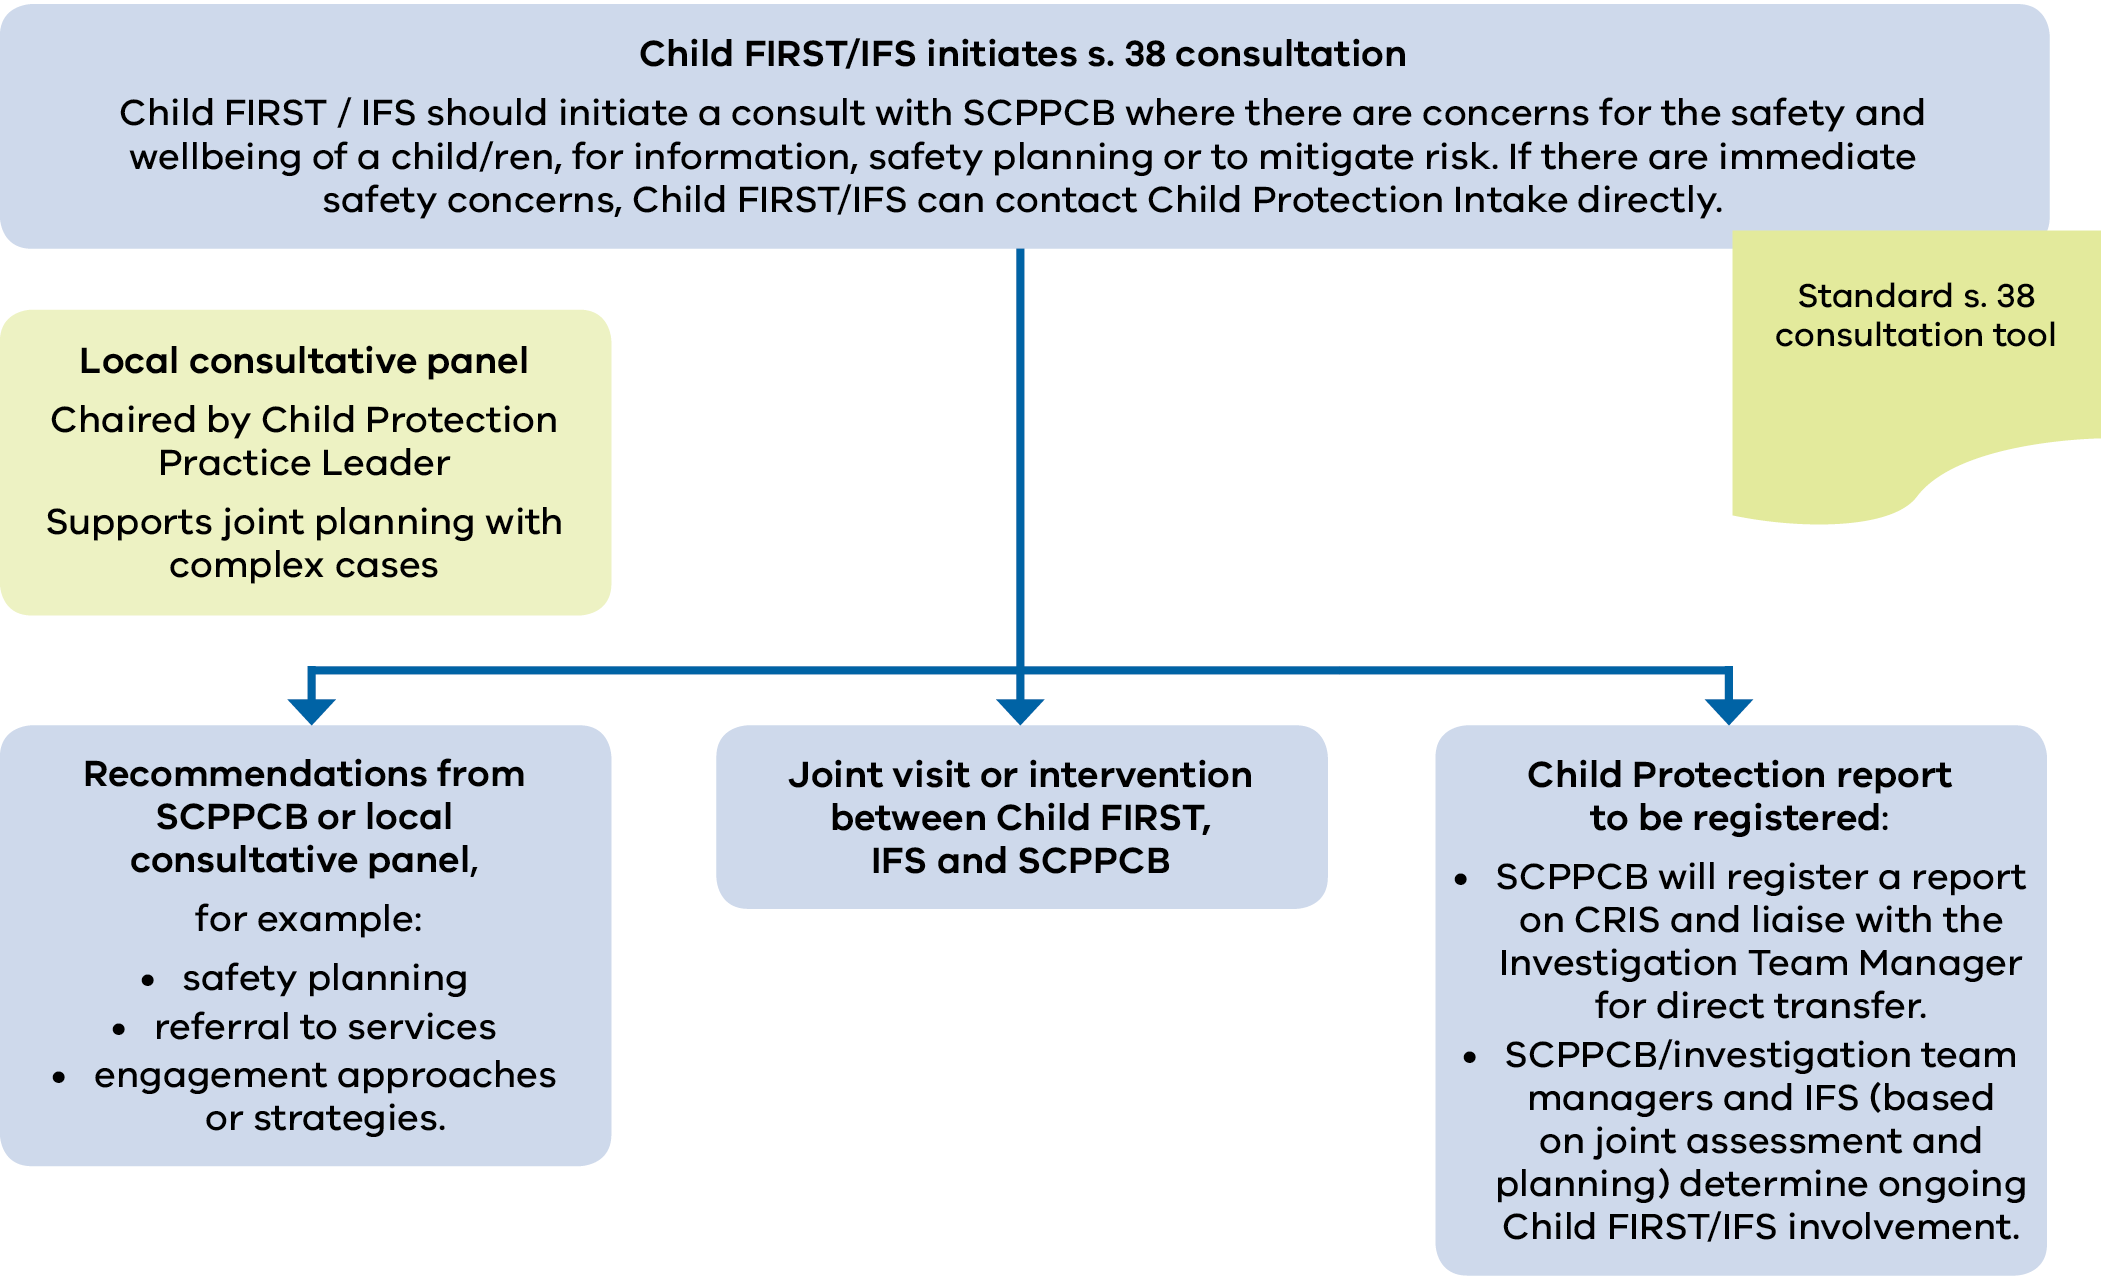 Child FIRST/IFS initiates s. 38 consultation
Child FIRST / IFS should initiate a consult with SCPPCB where there are concerns for the safety and
wellbeing of a child/ren, for information, safety planning or to mitigate risk. If there are immediate
safety concerns, Child FIRST/IFS can contact Child Protection Intake directly.
Standard s. 38
consultation tool
Local consultative panel
Chaired by Child Protection
Practice Leader
Supports joint planning with
complex cases
Recommendations from
SCPPCB or local
consultative panel,
for example:
• safety planning
• referral to services
• engagement approaches
or strategies.
Joint visit or intervention
between Child FIRST,
IFS and SCPPCB
Child Protection report
to be registered:
• SCPPCB will register a report
on CRIS and liaise with the
Investigation Team Manager
for direct transfer.
• SCPPCB/investigation team
managers and IFS (based
on joint assessment and
planning) determine ongoing
Child FIRST/IFS involvement.